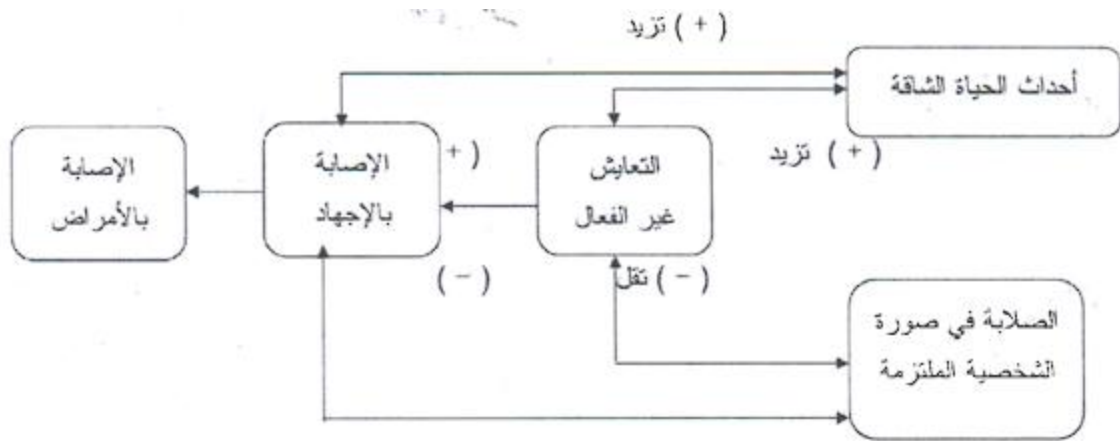 ( + ) تزيد
أحداث الحياة الشاقة
( + ) تزيد
التعايش
غير الفعال
+ )
الإصابة
بالإجهاد
الإصابة
بالأمراض
( − )
( − ) تقل
الصلابة في صورة
الشخصية الملتزمة